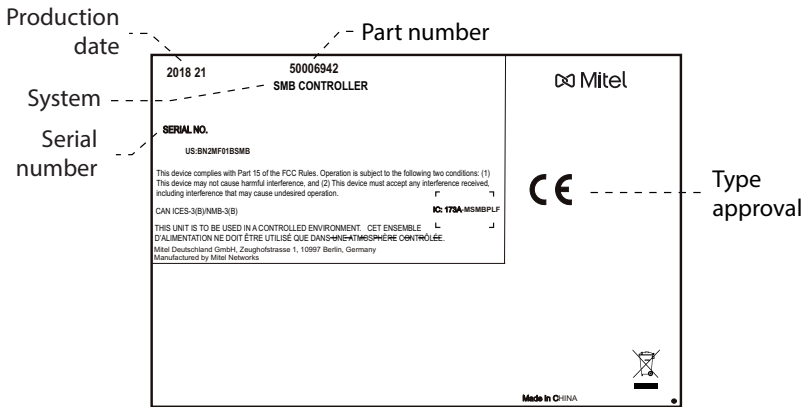 Production
date
Part number
System
Serial
number
2018 21
50006942
SMB CONTROLLER
SERIAL NO.
US:BN2MF01BSMB
This device complies with Part 15 of the FCC Rules. Operation is subject to the following two conditions: (1)
This device may not cause harmful interference, and (2) This device must accept any interference received,
including interference that may cause undesired operation.
CAN ICES-3(B)/NMB-3(B)
IC: 173A-MSMBPLF
THIS UNIT IS TO BE USED IN A CONTROLLED ENVIRONMENT. CET ENSEMBLE
D'ALIMENTATION NE DOIT ÊTRE UTILISÉ QUE DANS UNE ATMOSPHÈRE CONTRÔLÉE.
Mitel Deutschland GmbH, Zeughofstrasse 1, 10997 Berlin, Germany
Manufactured by Mitel Networks
Mitel
CE
Type
approval
Made in CHINA